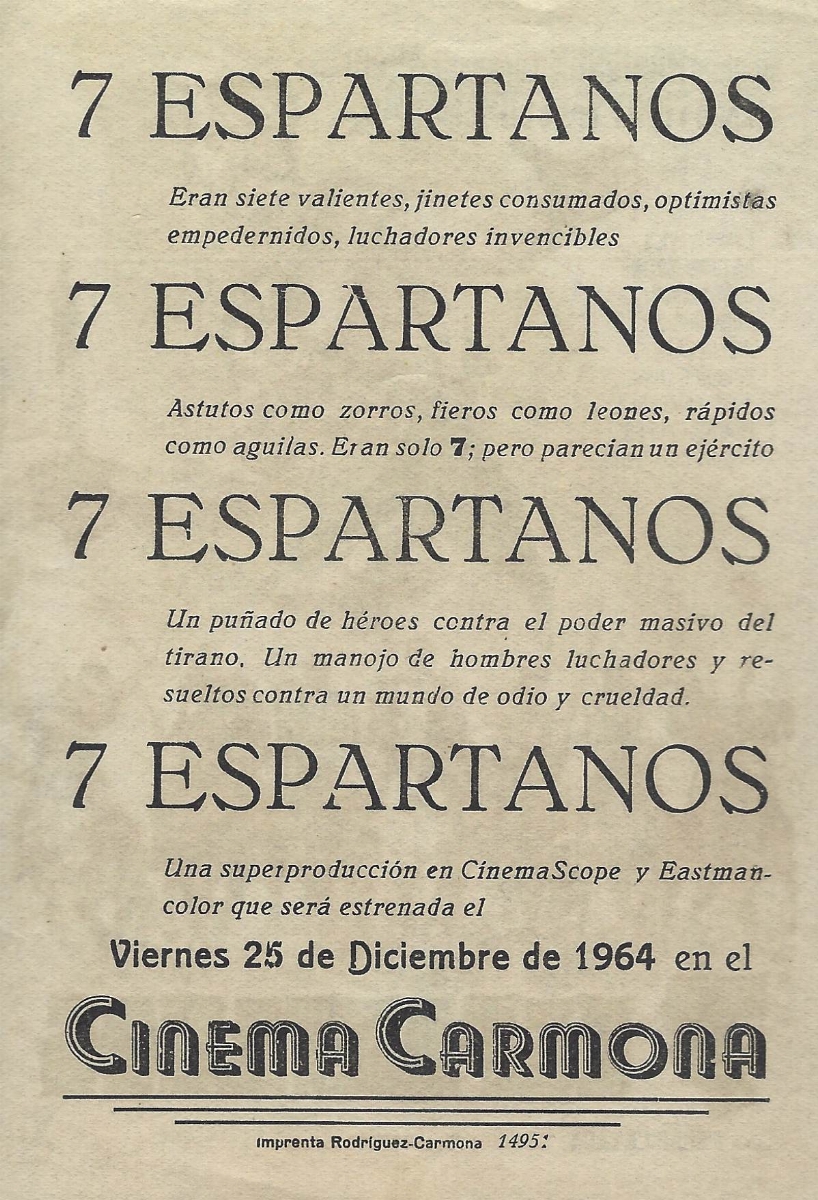 7 ESPARTANOS
Eran siete valientes, jinetes consumados, optimistas
empedernidos, luchadores invencibles
7 ESPARTANOS
Astutos como zorros, fieros como leones, rápidos
como aguilas. Eran solo 7; pero parecian un ejército
7 ESPARTANOS
Un puñado de héroes contra el poder masivo del
tirano. Un manojo de hombres luchadores y re-
sueltos contra un mundo de odio y crueldad.
7 ESPARTANOS
Una superproducción en CinemaScope y Eastman-
color que será estrenada el
Viernes 25 de Diciembre de 1964 en el
CINEMA CARMONA
Imprenta Rodríguez-Carmona 1495: